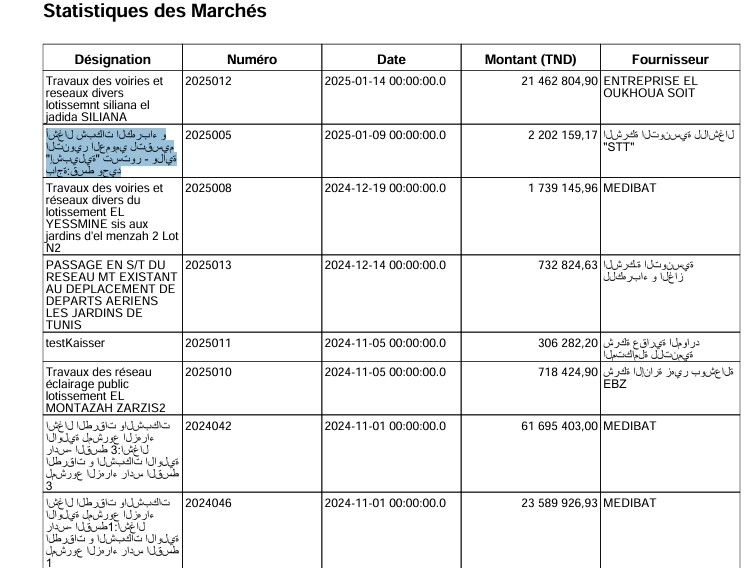 Statistiques des Marchés
Désignation Numéro Date Montant (TND) Fournisseur
Travaux des voiries et 2025012 2025-01-14 00:00:00.0 21 462 804,90 ENTREPRISE EL
reseaux divers OUKHOUA SOIT
lotissemnt siliana el
jadida SILIANA
اشغال شبكات الكهرباء و 2025005 2025-01-09 00:00:00.0 2 202 159,17 الشركة التونسية للاشغال
التنوير العمومي لتقسيم "STT"
"اشبيلية" تستور - ولاية
باجة:قسط وحيد
Travaux des voiries et 2025008 2024-12-19 00:00:00.0 1 739 145,96 MEDIBAT
réseaux divers du
lotissement EL
YESSMINE sis aux
jardins d'el menzah 2 Lot
N2
PASSAGE EN S/T DU 2025013 2024-12-14 00:00:00.0 732 824,63 الشركة التونسية
RESEAU MT EXISTANT للكهرباء و الغاز
AU DEPLACEMENT DE
DEPARTS AERIENS
LES JARDINS DE
TUNIS
testKaisser 2025011 2024-11-05 00:00:00.0 306 282,20 شركة عقارية الموارد
المتكاملة للتنمية
Travaux des réseau 2025010 2024-11-05 00:00:00.0 718 424,90 شركة الإنارة زهير بوشعالة
éclairage public EBZ
lotissement EL
MONTAZAH ZARZIS2
اشغال الطرقات والشبكات 2024042 2024-11-01 00:00:00.0 61 695 403,00 MEDIBAT
الاولية لمشروع الزهراء
رادس القسط 3:اشغال
الطرقات و الشبكات الاولية
لمشروع الزهراء رادس القسط
3
اشغال الطرقات والشبكات 2024046 2024-11-01 00:00:00.0 23 589 926,93 MEDIBAT
الاولية لمشروع الزهراء
رادس القسط1:اشغال
الطرقات و الشبكات الاولية
لمشروع الزهراء رادس القسط
1